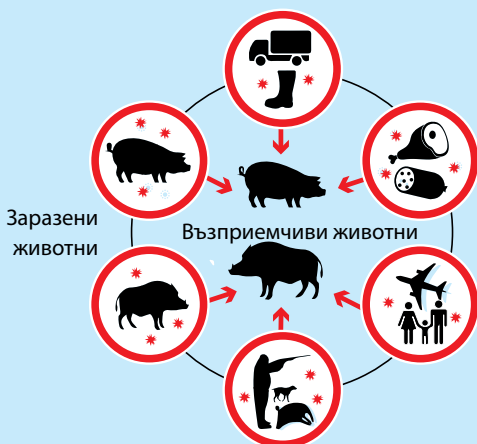 Заразени
животни
Възприемчиви животни